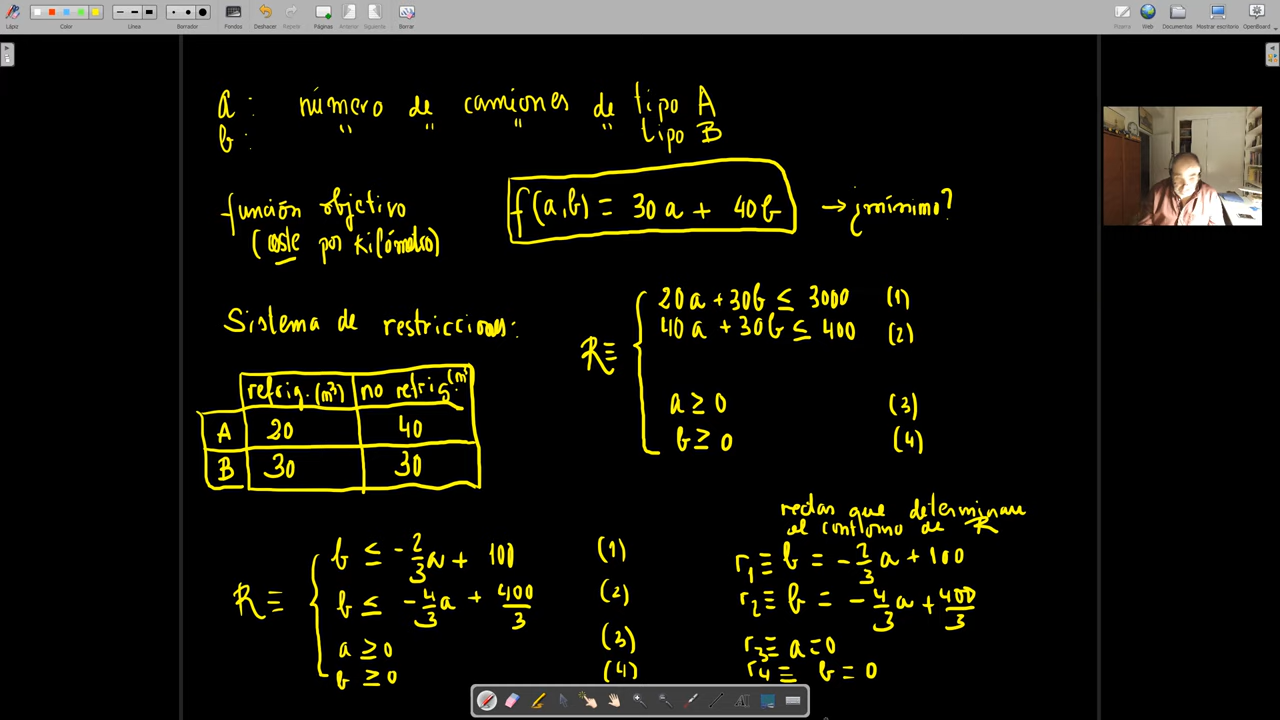 Lápiz Color Línea Borrador Fondos Deshacer Repetir Páginas Anterior Siguiente Borrar Pizarra Web Documentos Mostrar escritorio OpenBoard
a : número de camiones de tipo A
b : " " " " tipo B
función objetivo
(coste por kilómetro)
f(a,b) = 30a + 40b → ¿mínimo?
Sistema de restricciones:
R ≡
20a + 30b ≤ 3000 (1)
40a + 30b ≤ 400 (2)
a ≥ 0 (3)
b ≥ 0 (4)
refrig. (m³) no refrig. (m³
A 20 40
B 30 30
R ≡
b ≤ -2/3 a + 100 (1)
b ≤ -4/3 a + 400/3 (2)
a ≥ 0 (3)
b ≥ 0 (4)
rectas que determinan
el contorno de R
r1 ≡ b = -2/3 a + 100
r2 ≡ b = -4/3 a + 400/3
r3 ≡ a = 0
r4 ≡ b = 0